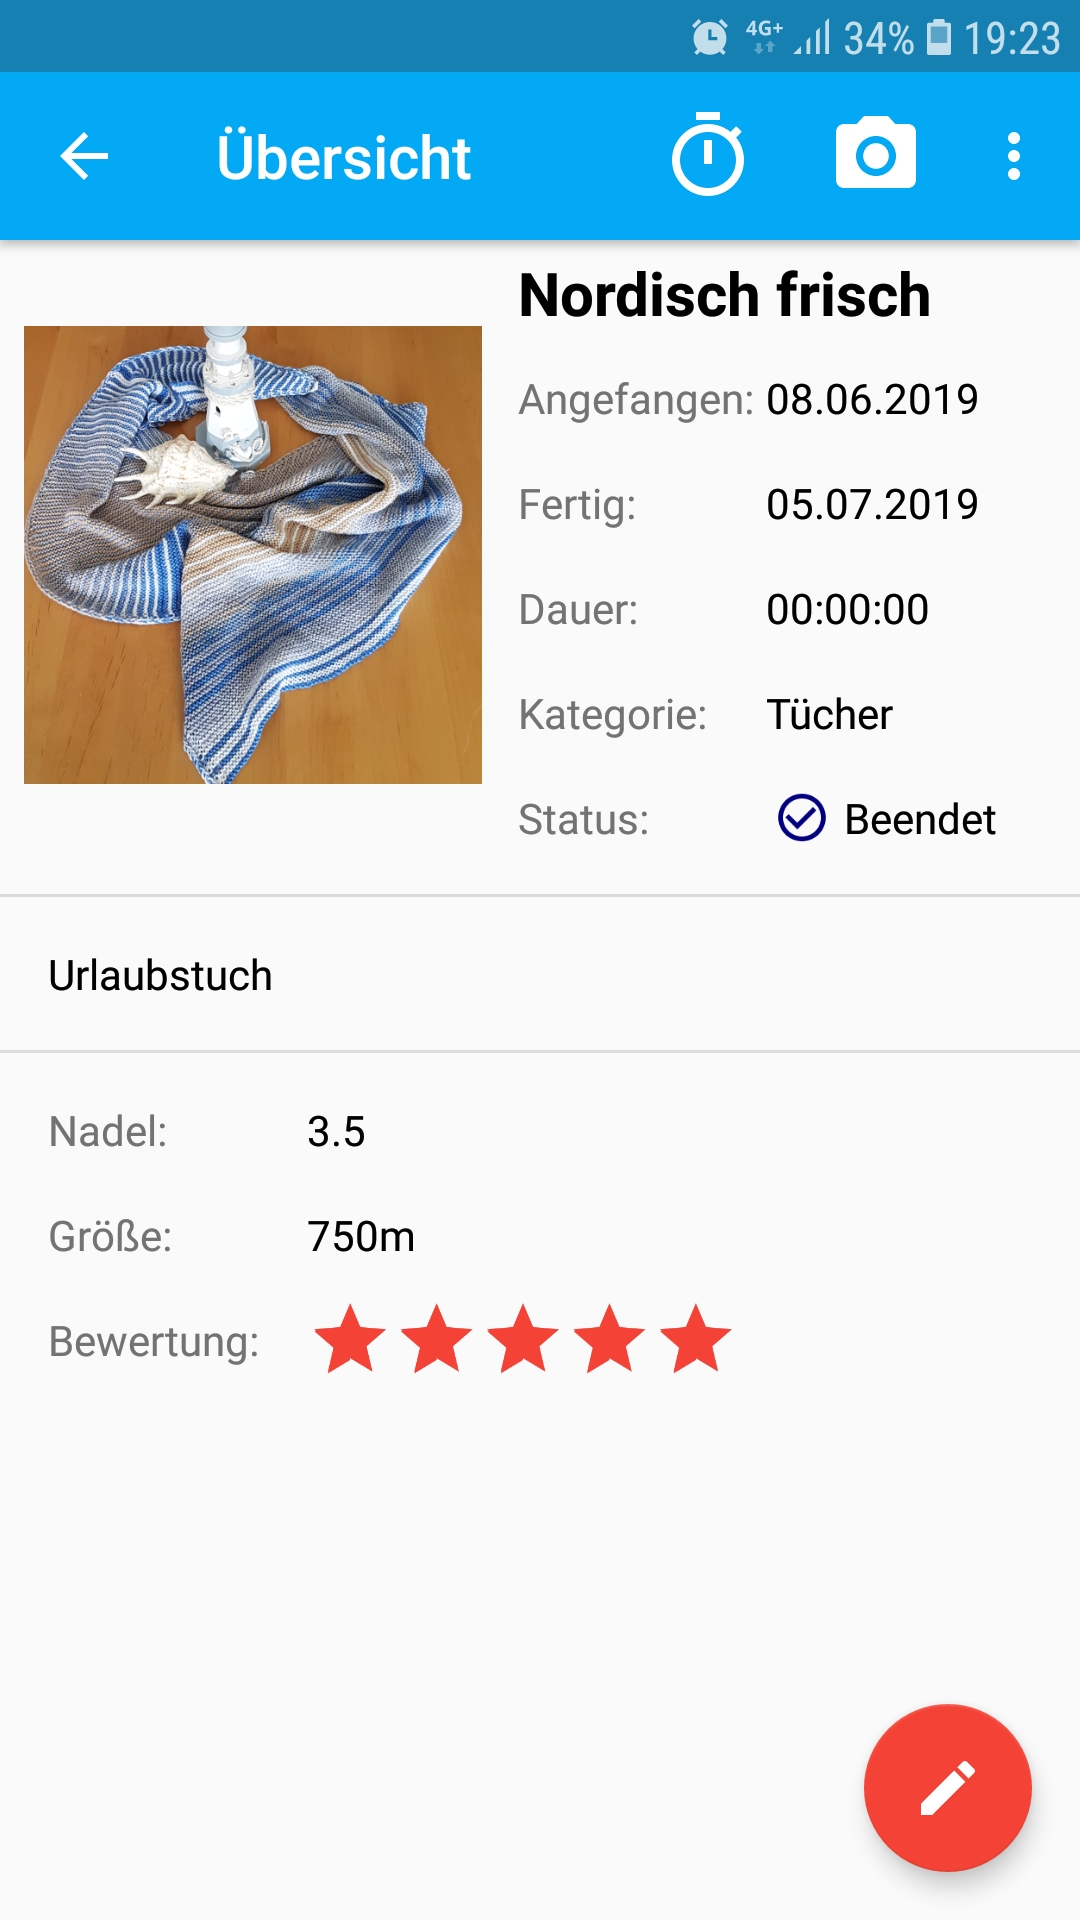 4G+ 34% 19:23
Übersicht
Nordisch frisch
Angefangen: 08.06.2019
Fertig: 05.07.2019
Dauer: 00:00:00
Kategorie: Tücher
Status: Beendet
Urlaubstuch
Nadel: 3.5
Größe: 750m
Bewertung: